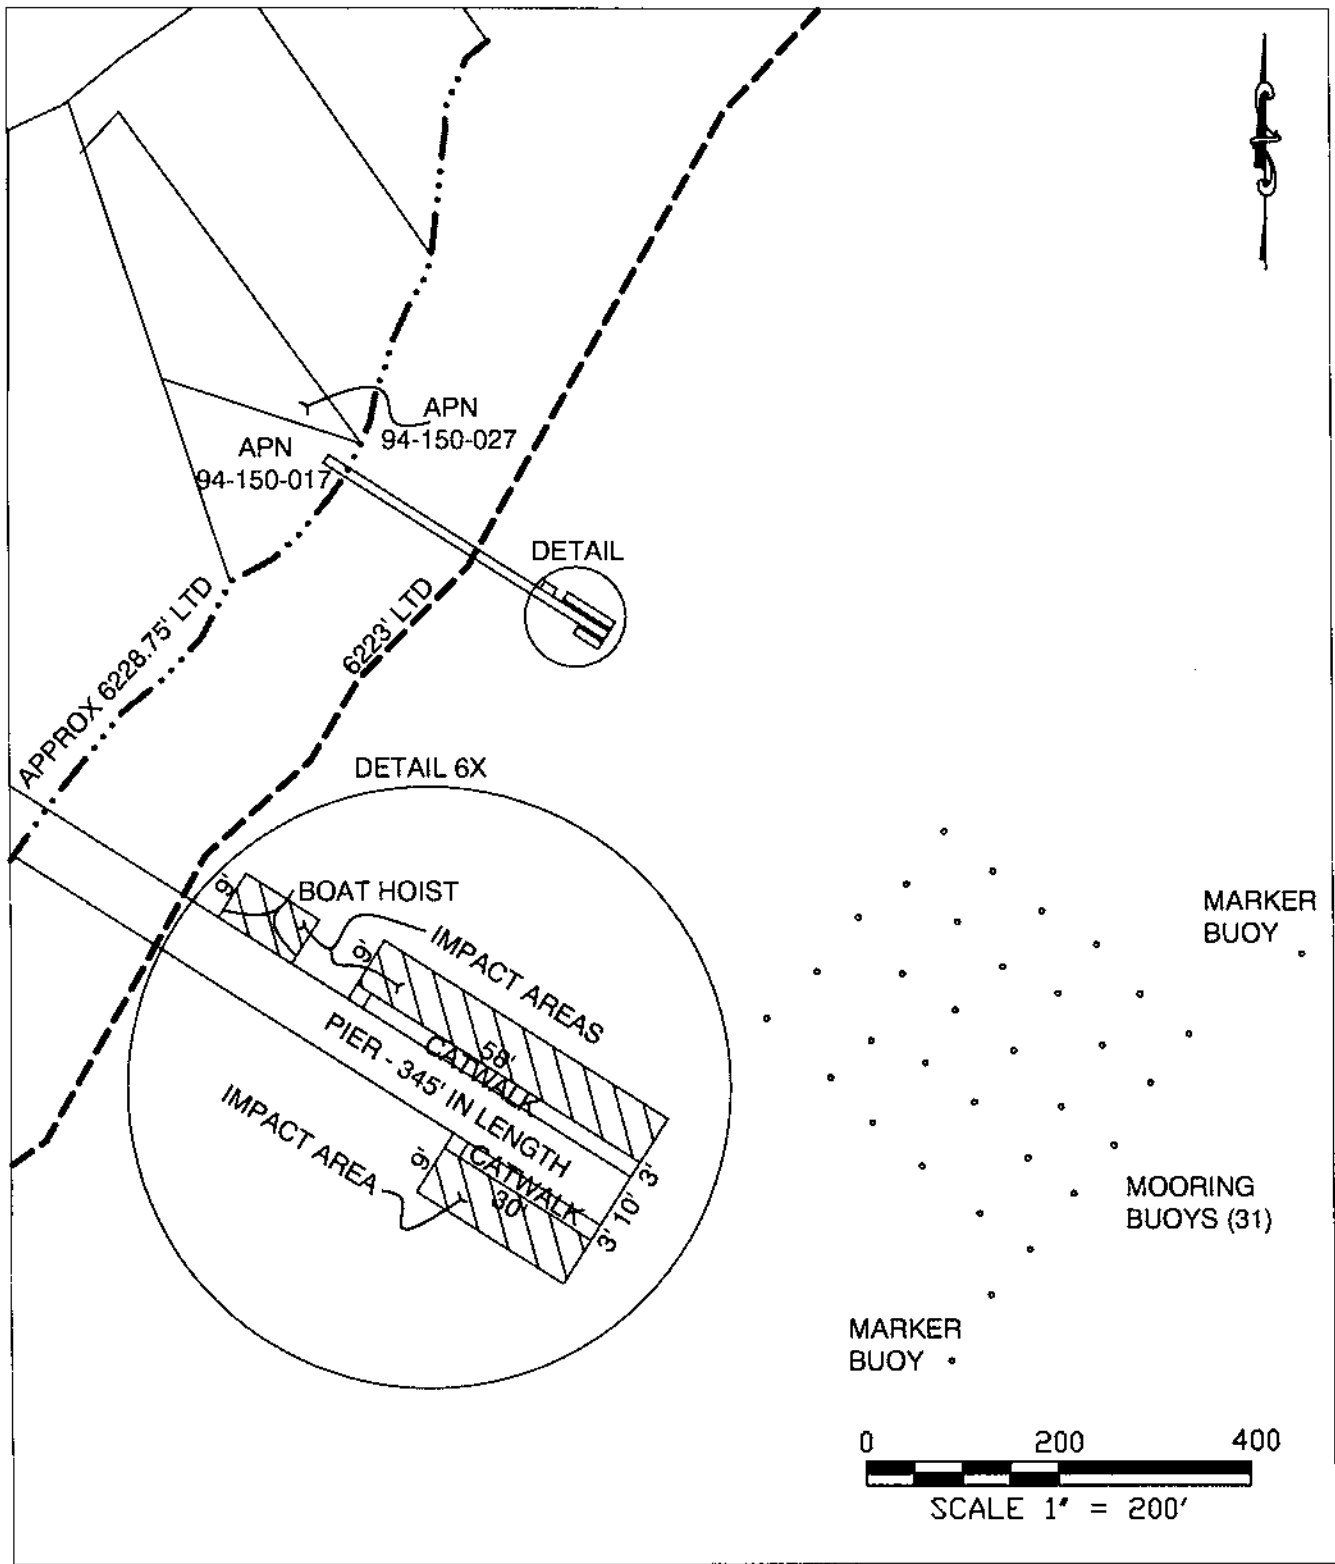 APN
94-150-027
APN
94-150-017
DETAIL
APPROX 6228.75' LTD
6223' LTD
DETAIL 6X
9'
BOAT HOIST
9'
IMPACT AREAS
58'
CATWALK
PIER - 345' IN LENGTH
IMPACT AREA
9'
CATWALK
30'
3'
10'
3'
MARKER
BUOY
MOORING
BUOYS (31)
MARKER
BUOY
0 200 400
SCALE 1" = 200'